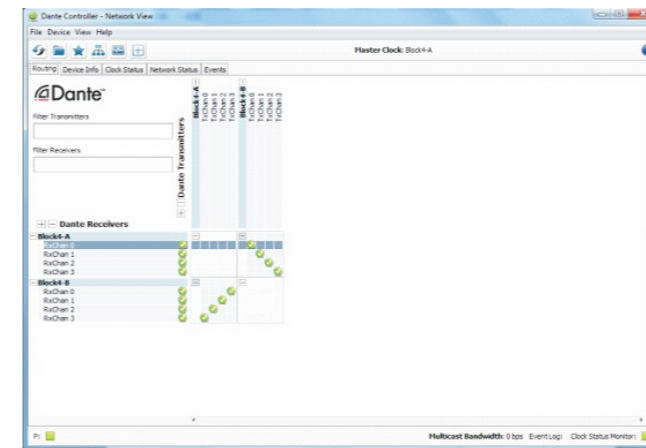 Dante Controller - Network View
File Device View Help
Master Clock: Block4-A
Routing Device Info Clock Status Network Status Events
Dante™
Filter Transmitters
Filter Receivers
Dante Transmitters
Block4-A
TxChan 0
TxChan 1
TxChan 2
TxChan 3
Block4-B
TxChan 0
TxChan 1
TxChan 2
TxChan 3
Dante Receivers
Block4-A
RxChan 0
RxChan 1
RxChan 2
RxChan 3
Block4-B
RxChan 0
RxChan 1
RxChan 2
RxChan 3
P: Multicast Bandwidth: 0 bps Event Log: Clock Status Monitor: